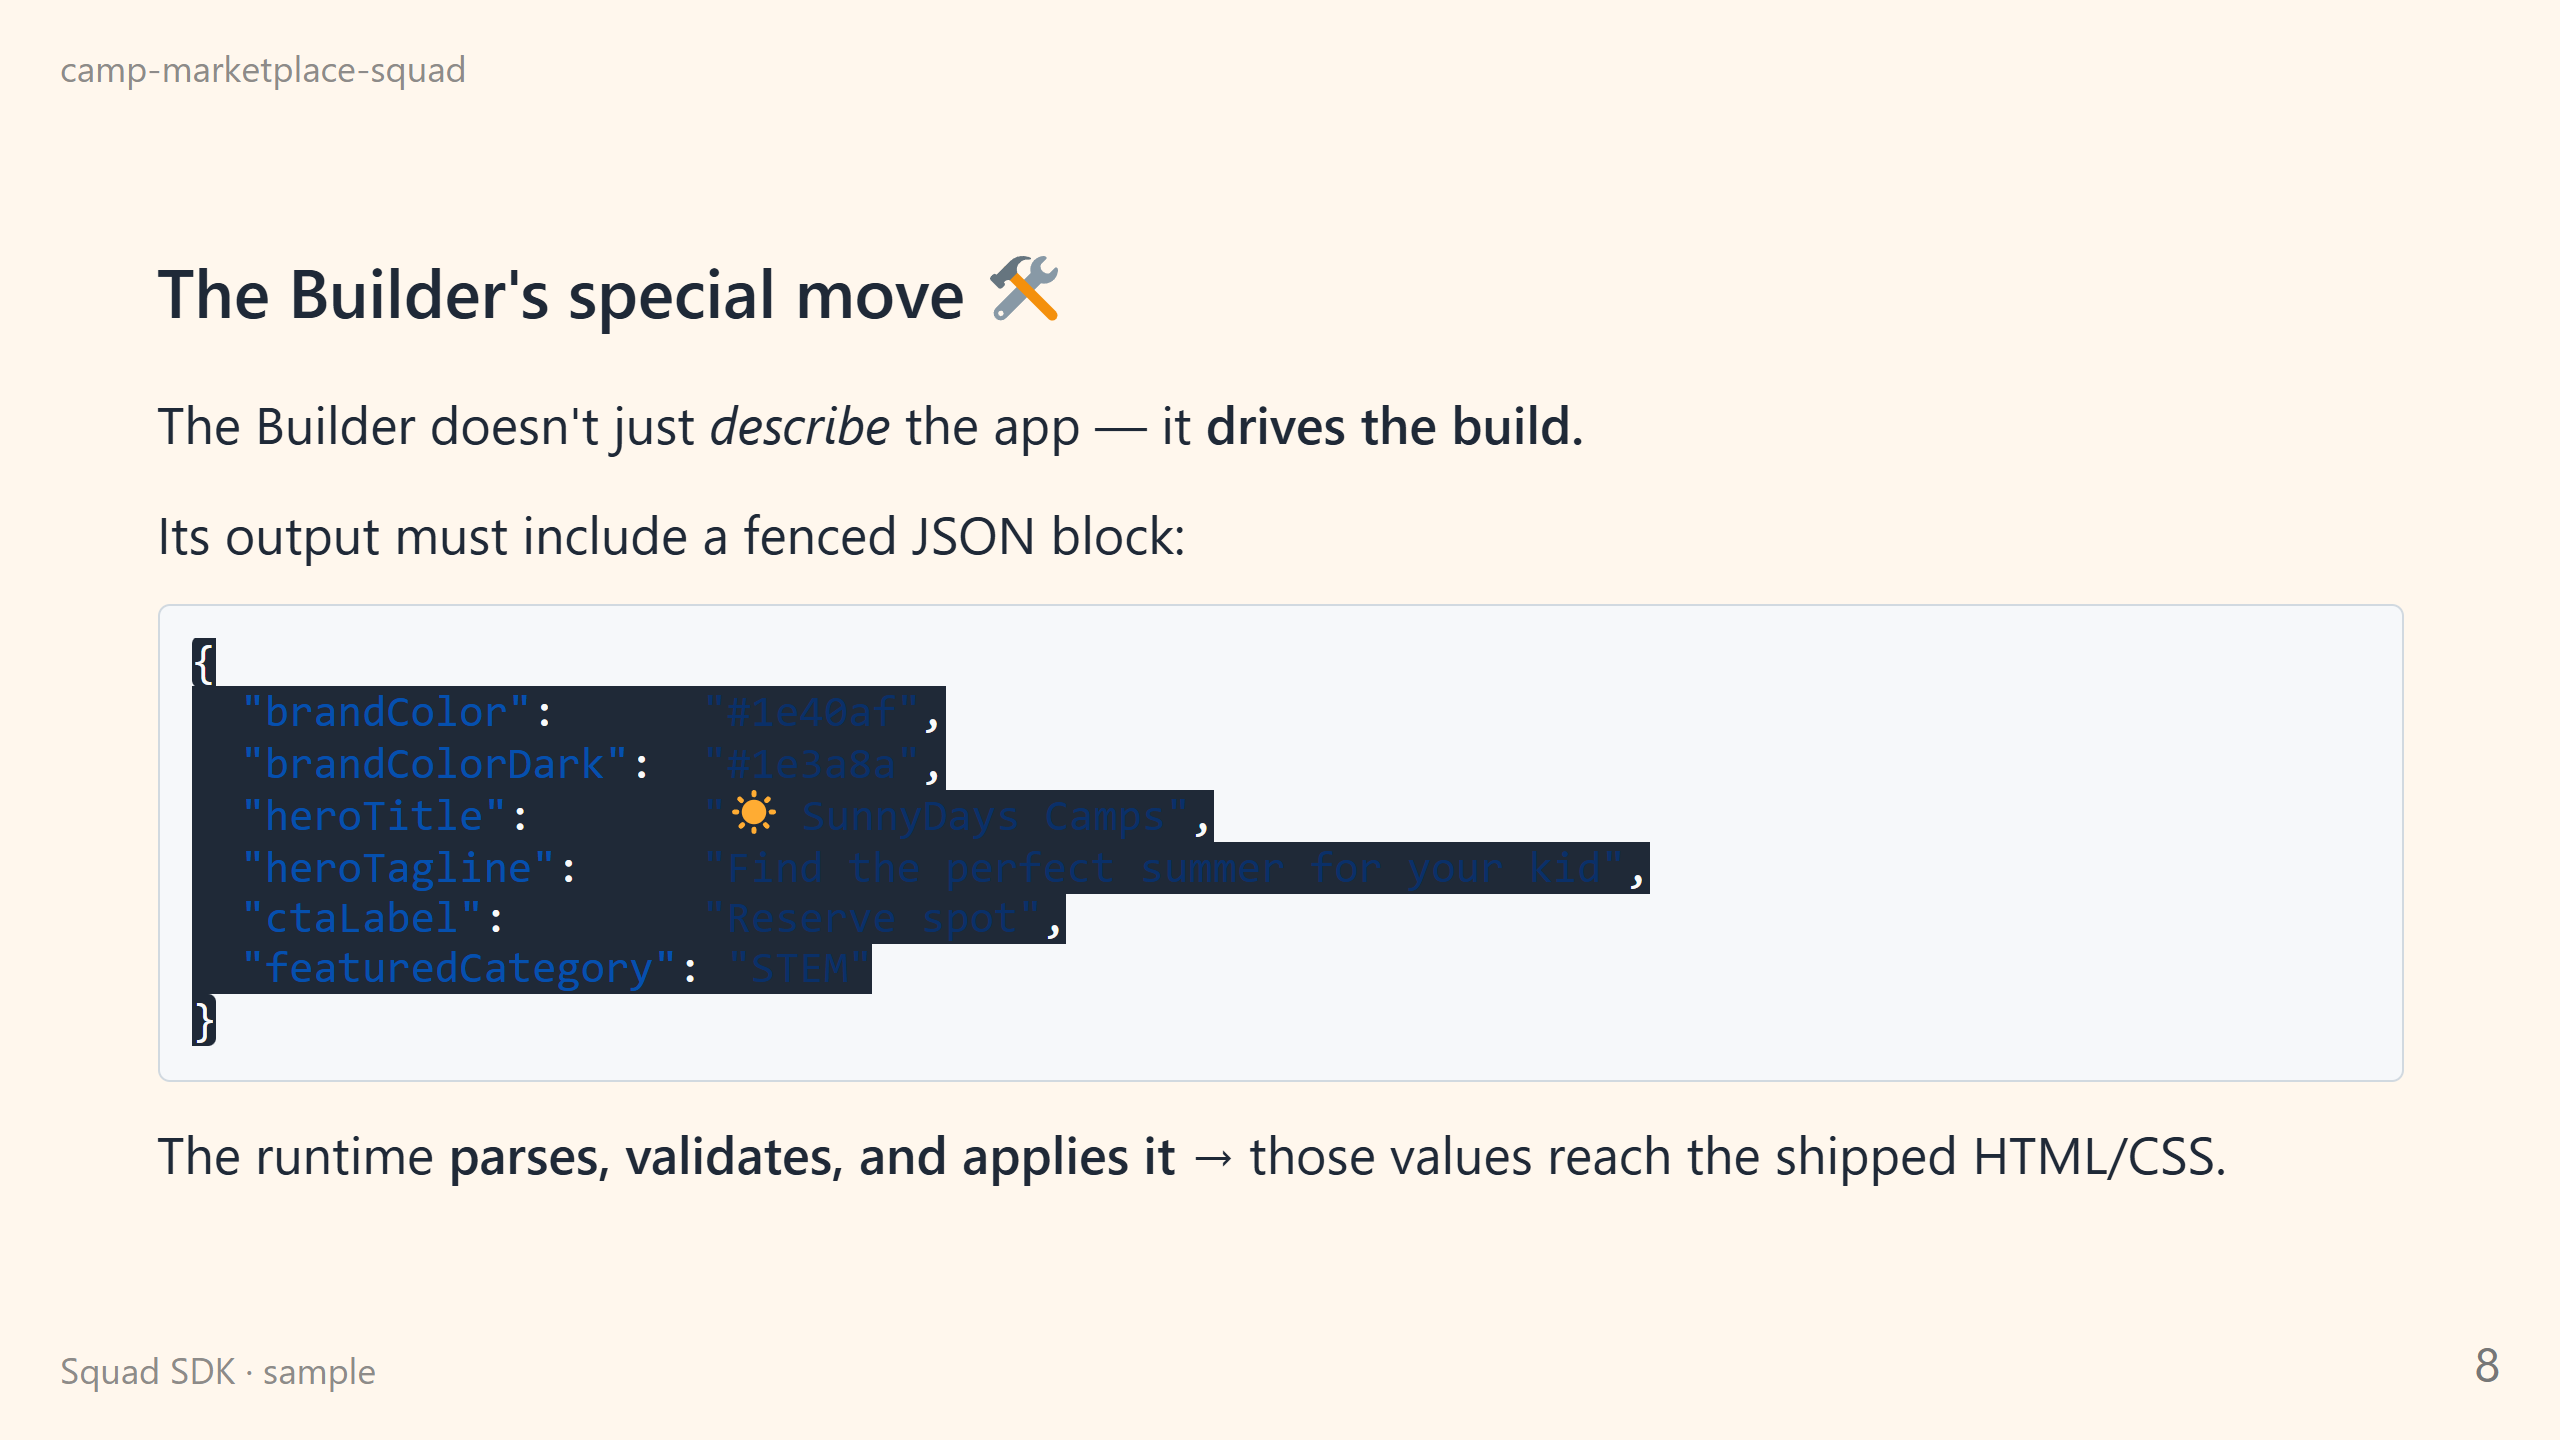 camp-marketplace-squad
The Builder's special move 🛠️
The Builder doesn't just describe the app — it drives the build.
Its output must include a fenced JSON block:
{
  "brandColor":      "#1e40af",
  "brandColorDark":  "#1e3a8a",
  "heroTitle":       "☀️ SunnyDays Camps",
  "heroTagline":     "Find the perfect summer for your kid",
  "ctaLabel":        "Reserve spot",
  "featuredCategory": "STEM"
}
The runtime parses, validates, and applies it → those values reach the shipped HTML/CSS.
Squad SDK · sample
8